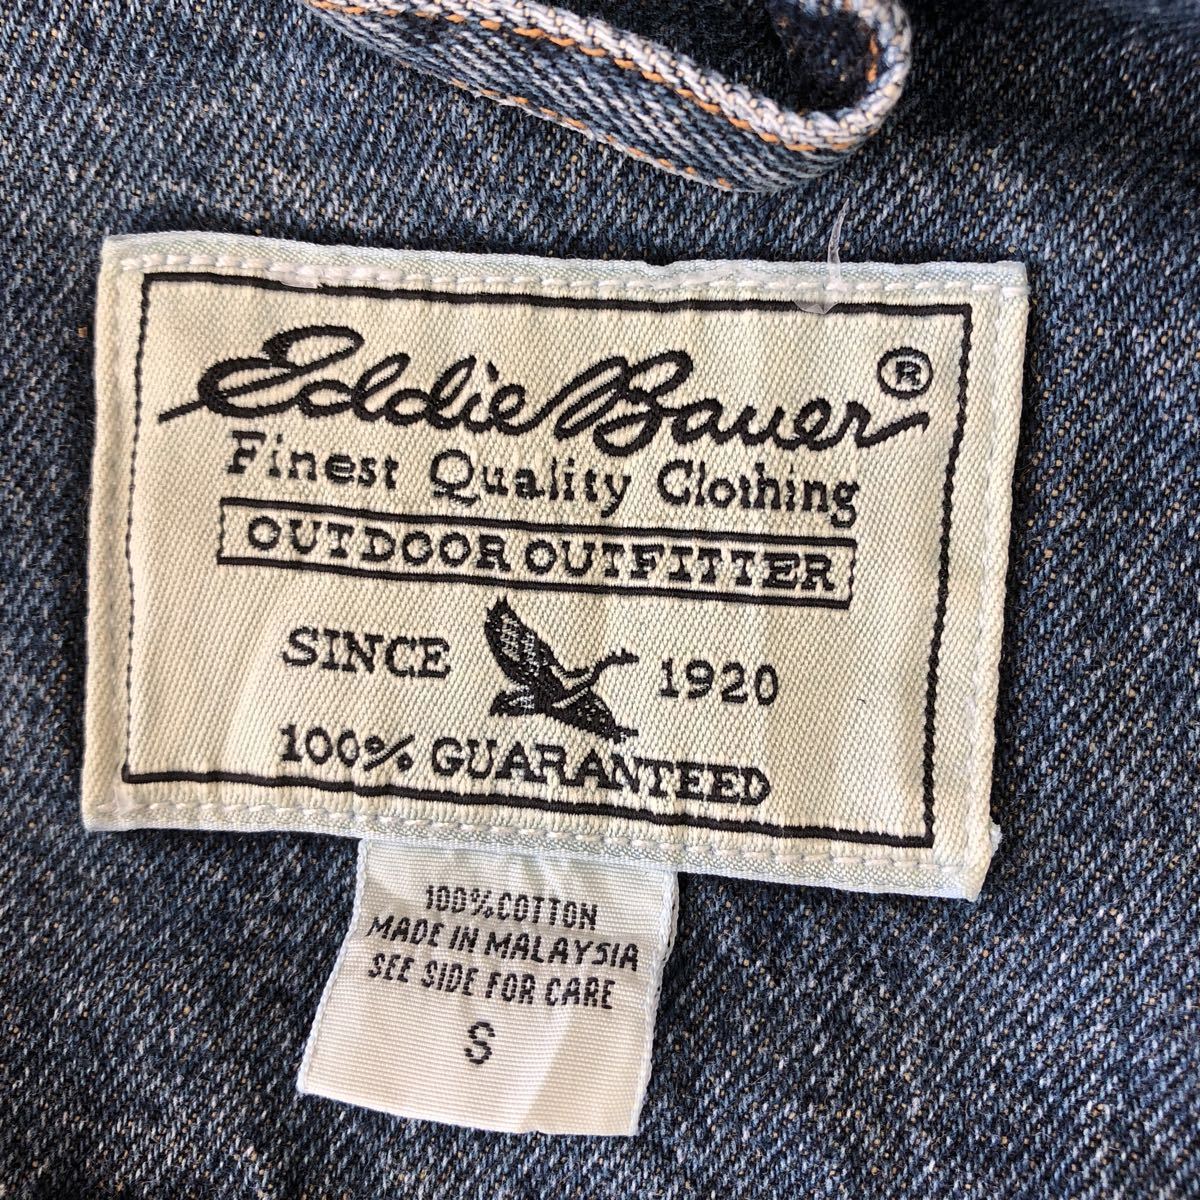 Eddie Bauer ®
Finest Quality Clothing
OUTDOOR OUTFITTER
SINCE 1920
100% GUARANTEED
100%COTTON
MADE IN MALAYSIA
SEE SIDE FOR CARE
S